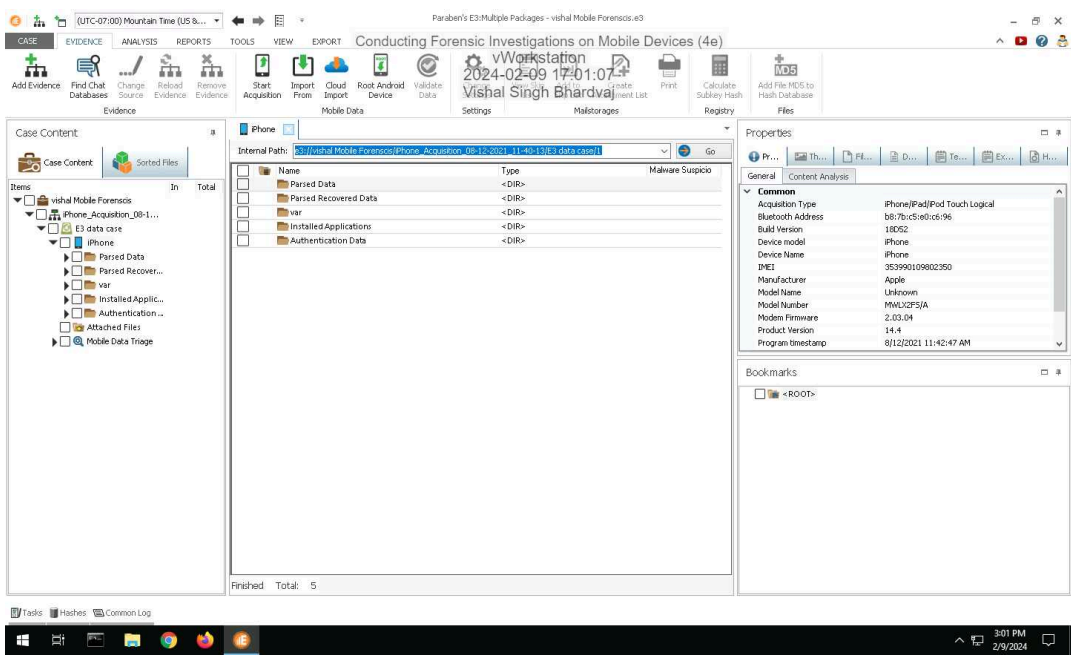 (UTC-07:00) Mountain Time (US &...
Paraben's E3:Multiple Packages - vishal Mobile Forenscis.e3
CASE EVIDENCE ANALYSIS REPORTS TOOLS VIEW EXPORT
Conducting Forensic Investigations on Mobile Devices (4e)
vWorkstation
2024-02-09 17:01:07
Vishal Singh Bhardvaj
Add Evidence
Find Chat Databases
Change Source
Reload Evidence
Remove Evidence
Start Acquisition
Import From
Cloud Import
Root Android Device
Validate Data
Print
Calculate Subkey Hash
Add File MD5 to Hash Database
Evidence Mobile Data Settings Mailstorages Registry Files
Case Content
Case Content Sorted Files
Items In Total
vishal Mobile Forenscis
iPhone_Acquisition_08-1...
E3 data case
iPhone
Parsed Data
Parsed Recover...
var
Installed Applic...
Authentication ...
Attached Files
Mobile Data Triage
iPhone
Internal Path: e3://vishal Mobile Forenscis/iPhone_Acquisition_08-12-2021_11-40-13/E3 data case/1 Go
Name Type Malware Suspicio
Parsed Data <DIR>
Parsed Recovered Data <DIR>
var <DIR>
Installed Applications <DIR>
Authentication Data <DIR>
Finished Total: 5
Properties
Pr... Th... Fil... D... Te... Ex... H...
General Content Analysis
Common
Acquisition Type iPhone/iPad/iPod Touch Logical
Bluetooth Address b8:7b:c5:e0:c6:96
Build Version 18D52
Device model iPhone
Device Name iPhone
IMEI 353990109802350
Manufacturer Apple
Model Name Unknown
Model Number MWLX2FS/A
Modem Firmware 2.03.04
Product Version 14.4
Program timestamp 8/12/2021 11:42:47 AM
Bookmarks
<ROOT>
Tasks Hashes Common Log
3:01 PM
2/9/2024